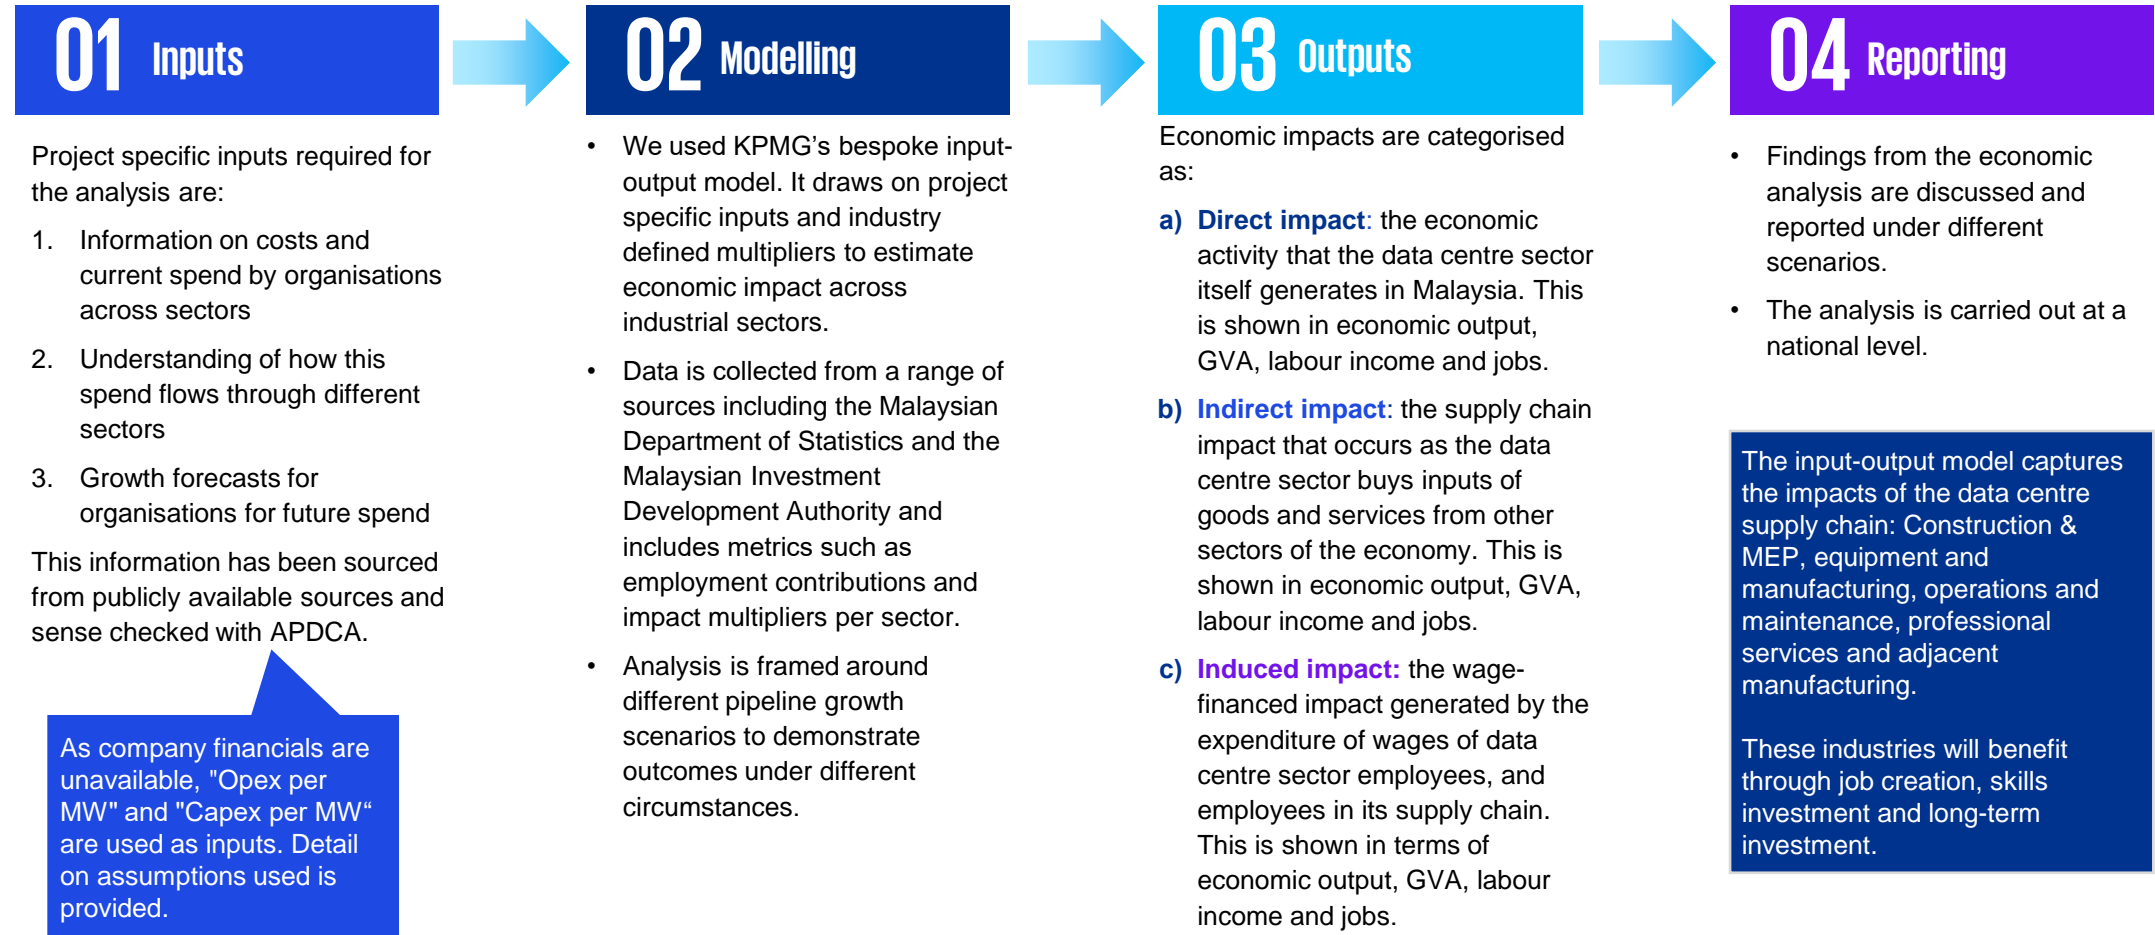 01 Inputs
Project specific inputs required for
the analysis are:
1. Information on costs and
current spend by organisations
across sectors
2. Understanding of how this
spend flows through different
sectors
3. Growth forecasts for
organisations for future spend
This information has been sourced
from publicly available sources and
sense checked with APDCA.
As company financials are
unavailable, "Opex per
MW" and "Capex per MW“
are used as inputs. Detail
on assumptions used is
provided.
02 Modelling
• We used KPMG’s bespoke input-
output model. It draws on project
specific inputs and industry
defined multipliers to estimate
economic impact across
industrial sectors.
• Data is collected from a range of
sources including the Malaysian
Department of Statistics and the
Malaysian Investment
Development Authority and
includes metrics such as
employment contributions and
impact multipliers per sector.
• Analysis is framed around
different pipeline growth
scenarios to demonstrate
outcomes under different
circumstances.
03 Outputs
Economic impacts are categorised
as:
a) Direct impact: the economic
activity that the data centre sector
itself generates in Malaysia. This
is shown in economic output,
GVA, labour income and jobs.
b) Indirect impact: the supply chain
impact that occurs as the data
centre sector buys inputs of
goods and services from other
sectors of the economy. This is
shown in economic output, GVA,
labour income and jobs.
c) Induced impact: the wage-
financed impact generated by the
expenditure of wages of data
centre sector employees, and
employees in its supply chain.
This is shown in terms of
economic output, GVA, labour
income and jobs.
04 Reporting
• Findings from the economic
analysis are discussed and
reported under different
scenarios.
• The analysis is carried out at a
national level.
The input-output model captures
the impacts of the data centre
supply chain: Construction &
MEP, equipment and
manufacturing, operations and
maintenance, professional
services and adjacent
manufacturing.
These industries will benefit
through job creation, skills
investment and long-term
investment.